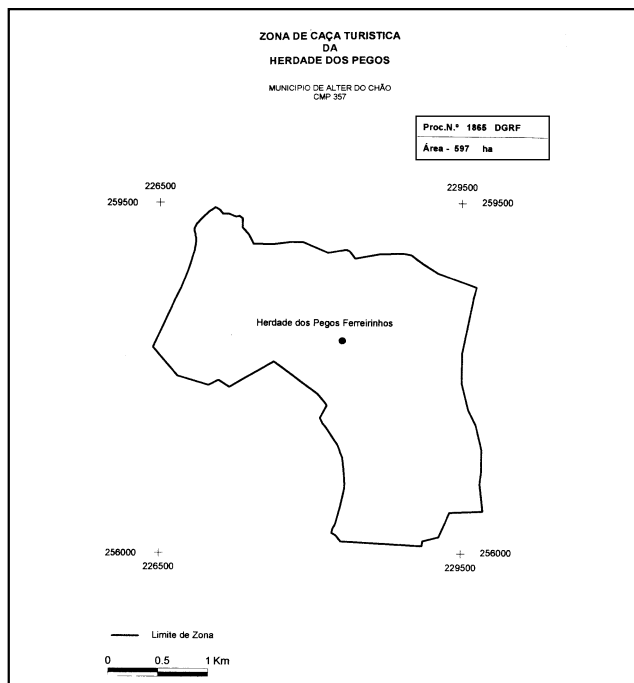 ZONA DE CAÇA TURISTICA
DA
HERDADE DOS PEGOS
MUNICIPIO DE ALTER DO CHÃO
CMP 357
Proc.N.º 1865 DGRF
Área - 597 ha
226500
229500
259500
259500
Herdade dos Pegos Ferreirinhos
256000
256000
226500
229500
Limite de Zona
0 0.5 1 Km